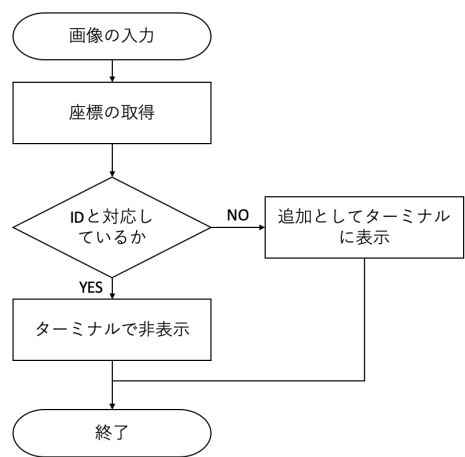 画像の入力
座標の取得
IDと対応し
ているか
NO
追加としてターミナル
に表示
YES
ターミナルで非表示
終了